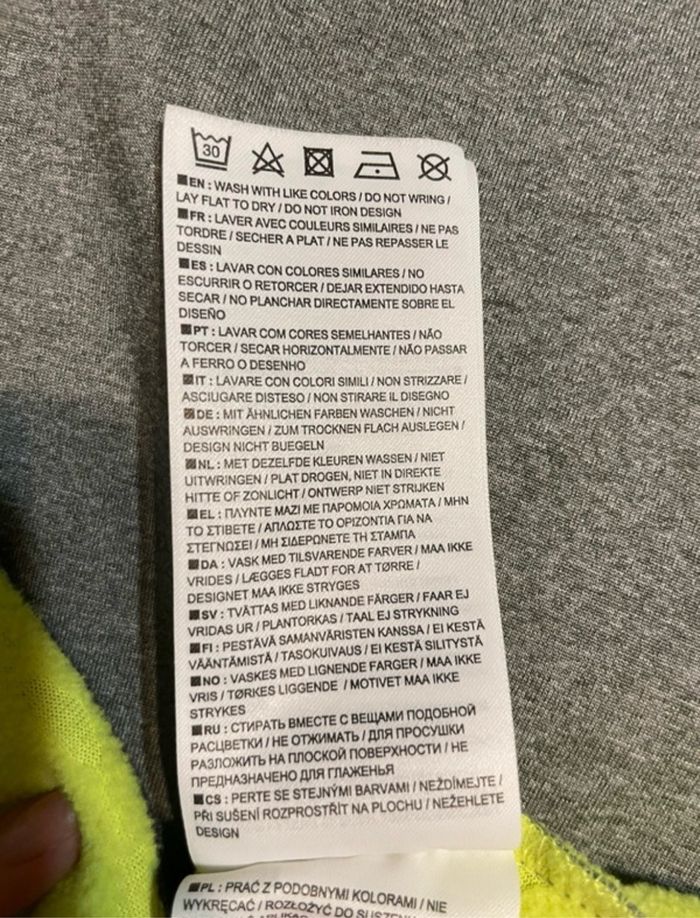 30
EN : WASH WITH LIKE COLORS / DO NOT WRING /
LAY FLAT TO DRY / DO NOT IRON DESIGN
FR : LAVER AVEC COULEURS SIMILAIRES / NE PAS
TORDRE / SECHER A PLAT / NE PAS REPASSER LE
DESSIN
ES : LAVAR CON COLORES SIMILARES / NO
ESCURRIR O RETORCER / DEJAR EXTENDIDO HASTA
SECAR / NO PLANCHAR DIRECTAMENTE SOBRE EL
DISEÑO
PT : LAVAR COM CORES SEMELHANTES / NÃO
TORCER / SECAR HORIZONTALMENTE / NÃO PASSAR
A FERRO O DESENHO
IT : LAVARE CON COLORI SIMILI / NON STRIZZARE /
ASCIUGARE DISTESO / NON STIRARE IL DISEGNO
DE : MIT ÄHNLICHEN FARBEN WASCHEN / NICHT
AUSWRINGEN / ZUM TROCKNEN FLACH AUSLEGEN /
DESIGN NICHT BUEGELN
NL : MET DEZELFDE KLEUREN WASSEN / NIET
UITWRINGEN / PLAT DROGEN, NIET IN DIREKTE
HITTE OF ZONLICHT / ONTWERP NIET STRIJKEN
EL : ΠΛΥΝΤΕ ΜΑΖΙ ΜΕ ΠΑΡΟΜΟΙΑ ΧΡΩΜΑΤΑ / ΜΗΝ
ΤΟ ΣΤΙΒΕΤΕ / ΑΠΛΩΣΤΕ ΤΟ ΟΡΙΖΟΝΤΙΑ ΓΙΑ ΝΑ
ΣΤΕΓΝΩΣΕΙ / ΜΗ ΣΙΔΕΡΩΝΕΤΕ ΤΗ ΣΤΑΜΠΑ
DA : VASK MED TILSVARENDE FARVER / MAA IKKE
VRIDES / LÆGGES FLADT FOR AT TØRRE /
DESIGNET MAA IKKE STRYGES
SV : TVÄTTAS MED LIKNANDE FÄRGER / FAAR EJ
VRIDAS UR / PLANTORKAS / TAAL EJ STRYKNING
FI : PESTÄVÄ SAMANVÄRISTEN KANSSA / EI KESTÄ
VÄÄNTÄMISTÄ / TASOKUIVAUS / EI KESTÄ SILITYSTÄ
NO : VASKES MED LIGNENDE FARGER / MAA IKKE
VRIS / TØRKES LIGGENDE / MOTIVET MAA IKKE
STRYKES
RU : СТИРАТЬ ВМЕСТЕ С ВЕЩАМИ ПОДОБНОЙ
РАСЦВЕТКИ / НЕ ОТЖИМАТЬ / ДЛЯ ПРОСУШКИ
РАЗЛОЖИТЬ НА ПЛОСКОЙ ПОВЕРХНОСТИ / НЕ
ПРЕДНАЗНАЧЕНО ДЛЯ ГЛАЖЕНЬЯ
CS : PERTE SE STEJNÝMI BARVAMI / NEŽDÍMEJTE /
PŘI SUŠENÍ ROZPROSTŘÍT NA PLOCHU / NEŽEHLETE
DESIGN
PL : PRAĆ Z PODOBNYMI KOLORAMI / NIE
WYKRĘCAĆ / ROZŁOŻYĆ DO